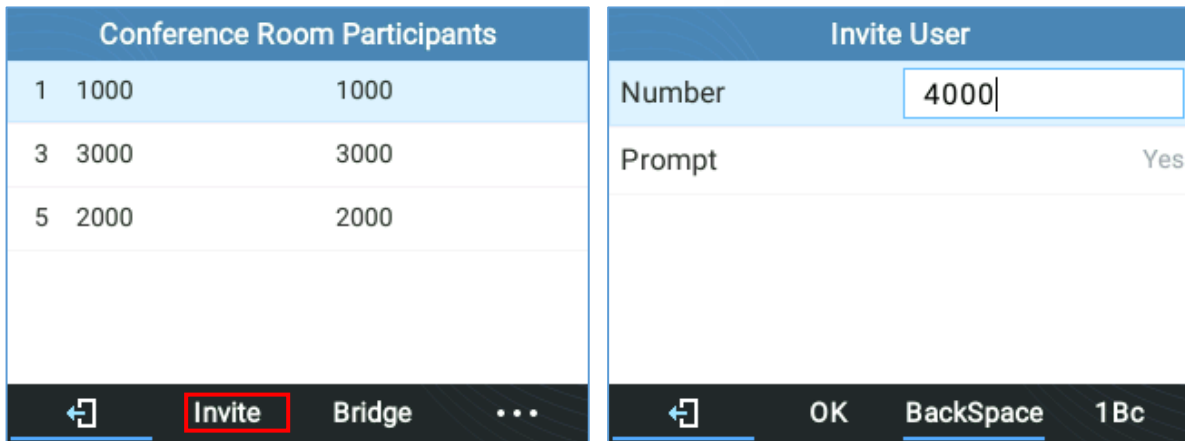 Conference Room Participants
1 1000 1000
3 3000 3000
5 2000 2000
Invite Bridge ...
Invite User
Number 4000
Prompt Yes
OK BackSpace 1Bc